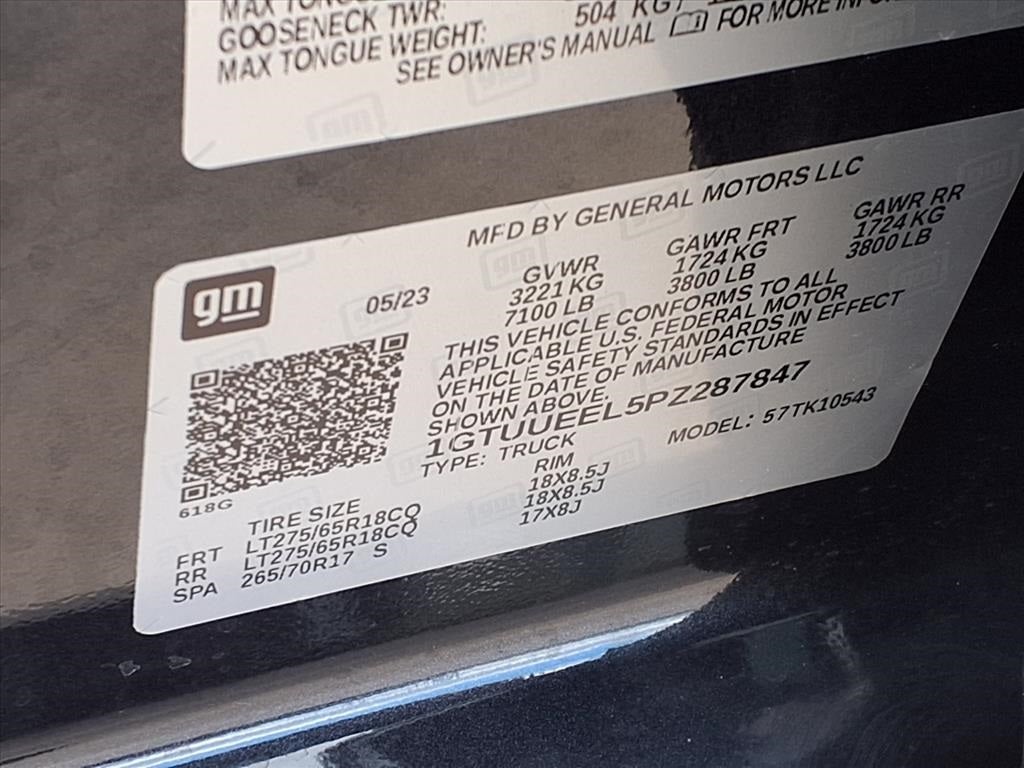 MAX TONGUE
GOOSENECK TWR:
MAX TONGUE WEIGHT:
504 KG
SEE OWNER'S MANUAL FOR MORE
MFD BY GENERAL MOTORS LLC
gm
05/23
GVWR GAWR FRT GAWR RR
3221 KG 1724 KG 1724 KG
7100 LB 3800 LB 3800 LB
THIS VEHICLE CONFORMS TO ALL
APPLICABLE U.S. FEDERAL MOTOR
VEHICLE SAFETY STANDARDS IN EFFECT
ON THE DATE OF MANUFACTURE
SHOWN ABOVE.
1GTUUEEL5PZ287847
TYPE: TRUCK MODEL: 57TK10543
618G
TIRE SIZE RIM
FRT LT275/65R18CQ 18X8.5J
RR LT275/65R18CQ 18X8.5J
SPA 265/70R17 S 17X8J